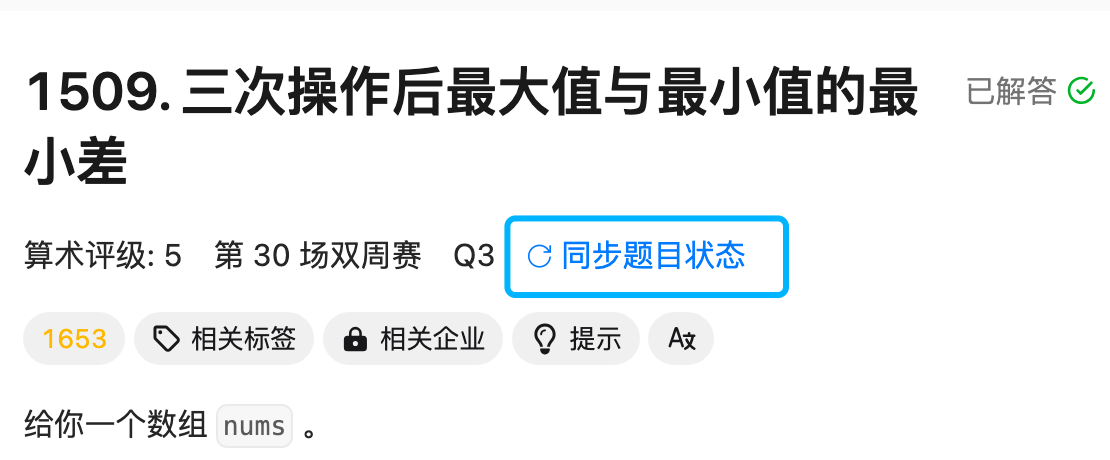 1509. 三次操作后最大值与最小值的最
小差
已解答
算术评级: 5 第 30 场双周赛 Q3 同步题目状态
1653 相关标签 相关企业 提示
给你一个数组 nums 。